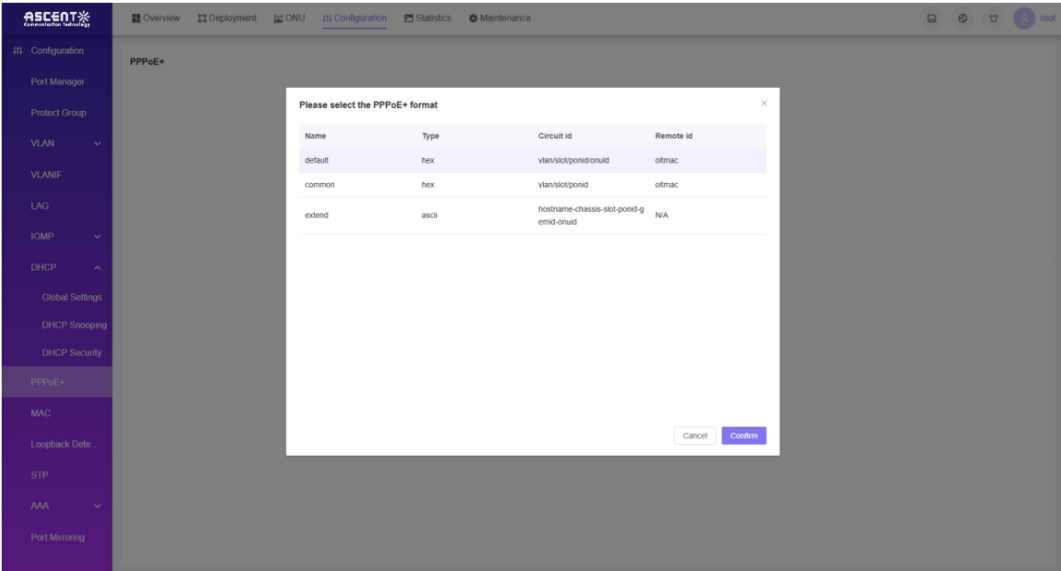 ASCENT
Communication Technology
Overview Deployment ONU Configuration Statistics Maintenance root
Configuration
PPPoE+
Port Manager
Please select the PPPoE+ format
Protect Group
Name Type Circuit id Remote id
VLAN
default hex vlan/slot/ponid/onuid oltmac
VLANIF
common hex vlan/slot/ponid oltmac
LAG
extend ascii hostname-chassis-slot-ponid-g N/A
emid-onuid
IGMP
DHCP
Global Settings
DHCP Snooping
DHCP Security
PPPoE+
MAC
Cancel Confirm
Loopback Dete...
STP
AAA
Port Mirroring